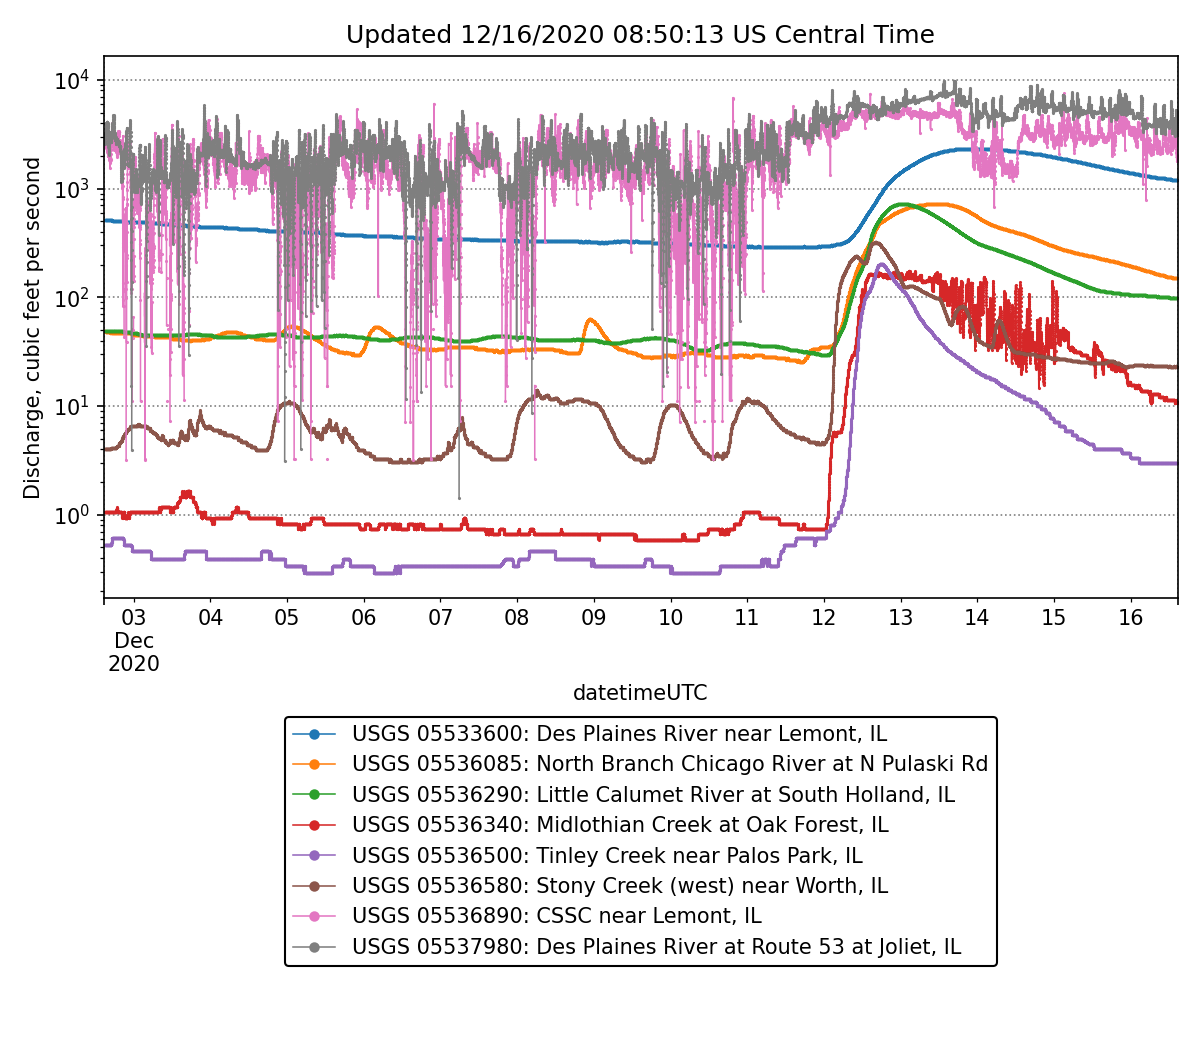 Updated 12/16/2020 08:50:13 US Central Time
Discharge, cubic feet per second
10^4
10^3
10^2
10^1
10^0
03 04 05 06 07 08 09 10 11 12 13 14 15 16
Dec
2020
datetimeUTC
USGS 05533600: Des Plaines River near Lemont, IL
USGS 05536085: North Branch Chicago River at N Pulaski Rd
USGS 05536290: Little Calumet River at South Holland, IL
USGS 05536340: Midlothian Creek at Oak Forest, IL
USGS 05536500: Tinley Creek near Palos Park, IL
USGS 05536580: Stony Creek (west) near Worth, IL
USGS 05536890: CSSC near Lemont, IL
USGS 05537980: Des Plaines River at Route 53 at Joliet, IL